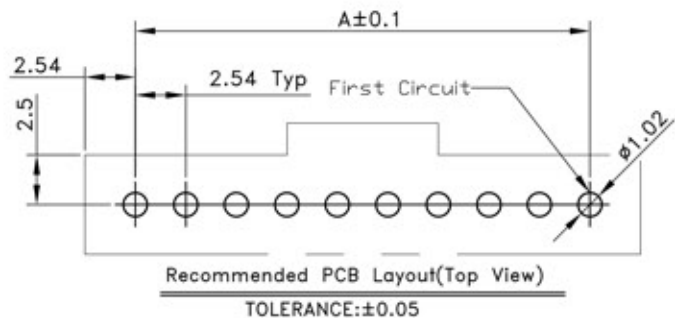 A±0.1
2.54
2.54 Typ
First Circuit
2.5
ø1.02
Recommended PCB Layout(Top View)
TOLERANCE:±0.05